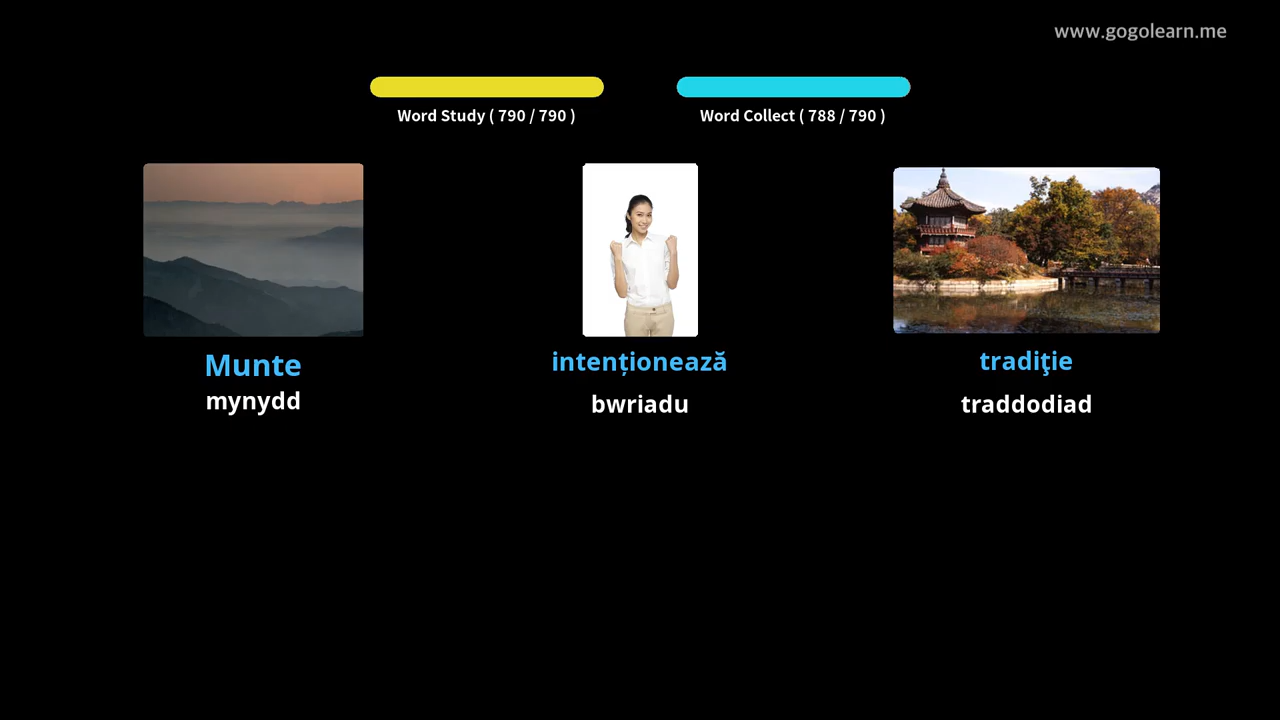 www.gogolearn.me
Word Study ( 790 / 790 )
Word Collect ( 788 / 790 )
Munte
mynydd
intenționează
bwriadu
tradiţie
traddodiad